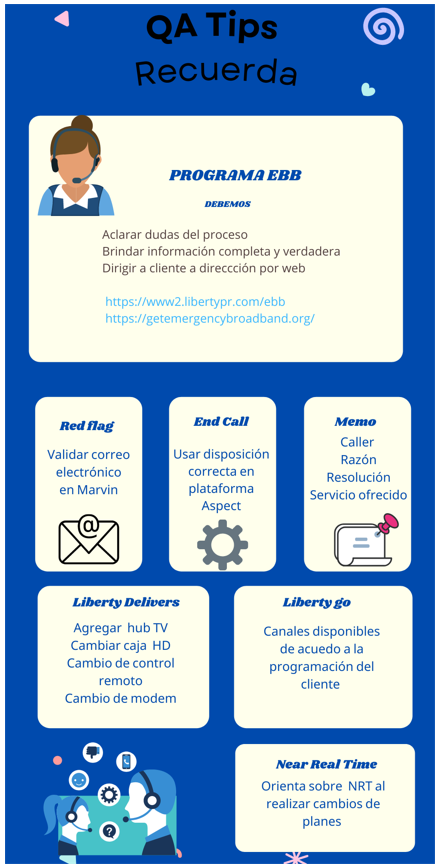 QA Tips
Recuerda
PROGRAMA EBB
DEBEMOS
Aclarar dudas del proceso
Brindar información completa y verdadera
Dirigir a cliente a direccción por web
https://www2.libertypr.com/ebb
https://getemergencybroadband.org/
Red flag
Validar correo
electrónico
en Marvin
End Call
Usar disposición
correcta en
plataforma
Aspect
Memo
Caller
Razón
Resolución
Servicio ofrecido
Liberty Delivers
Agregar hub TV
Cambiar caja HD
Cambio de control
remoto
Cambio de modem
Liberty go
Canales disponibles
de acuedo a la
programación del
cliente
Near Real Time
Orienta sobre NRT al
realizar cambios de
planes